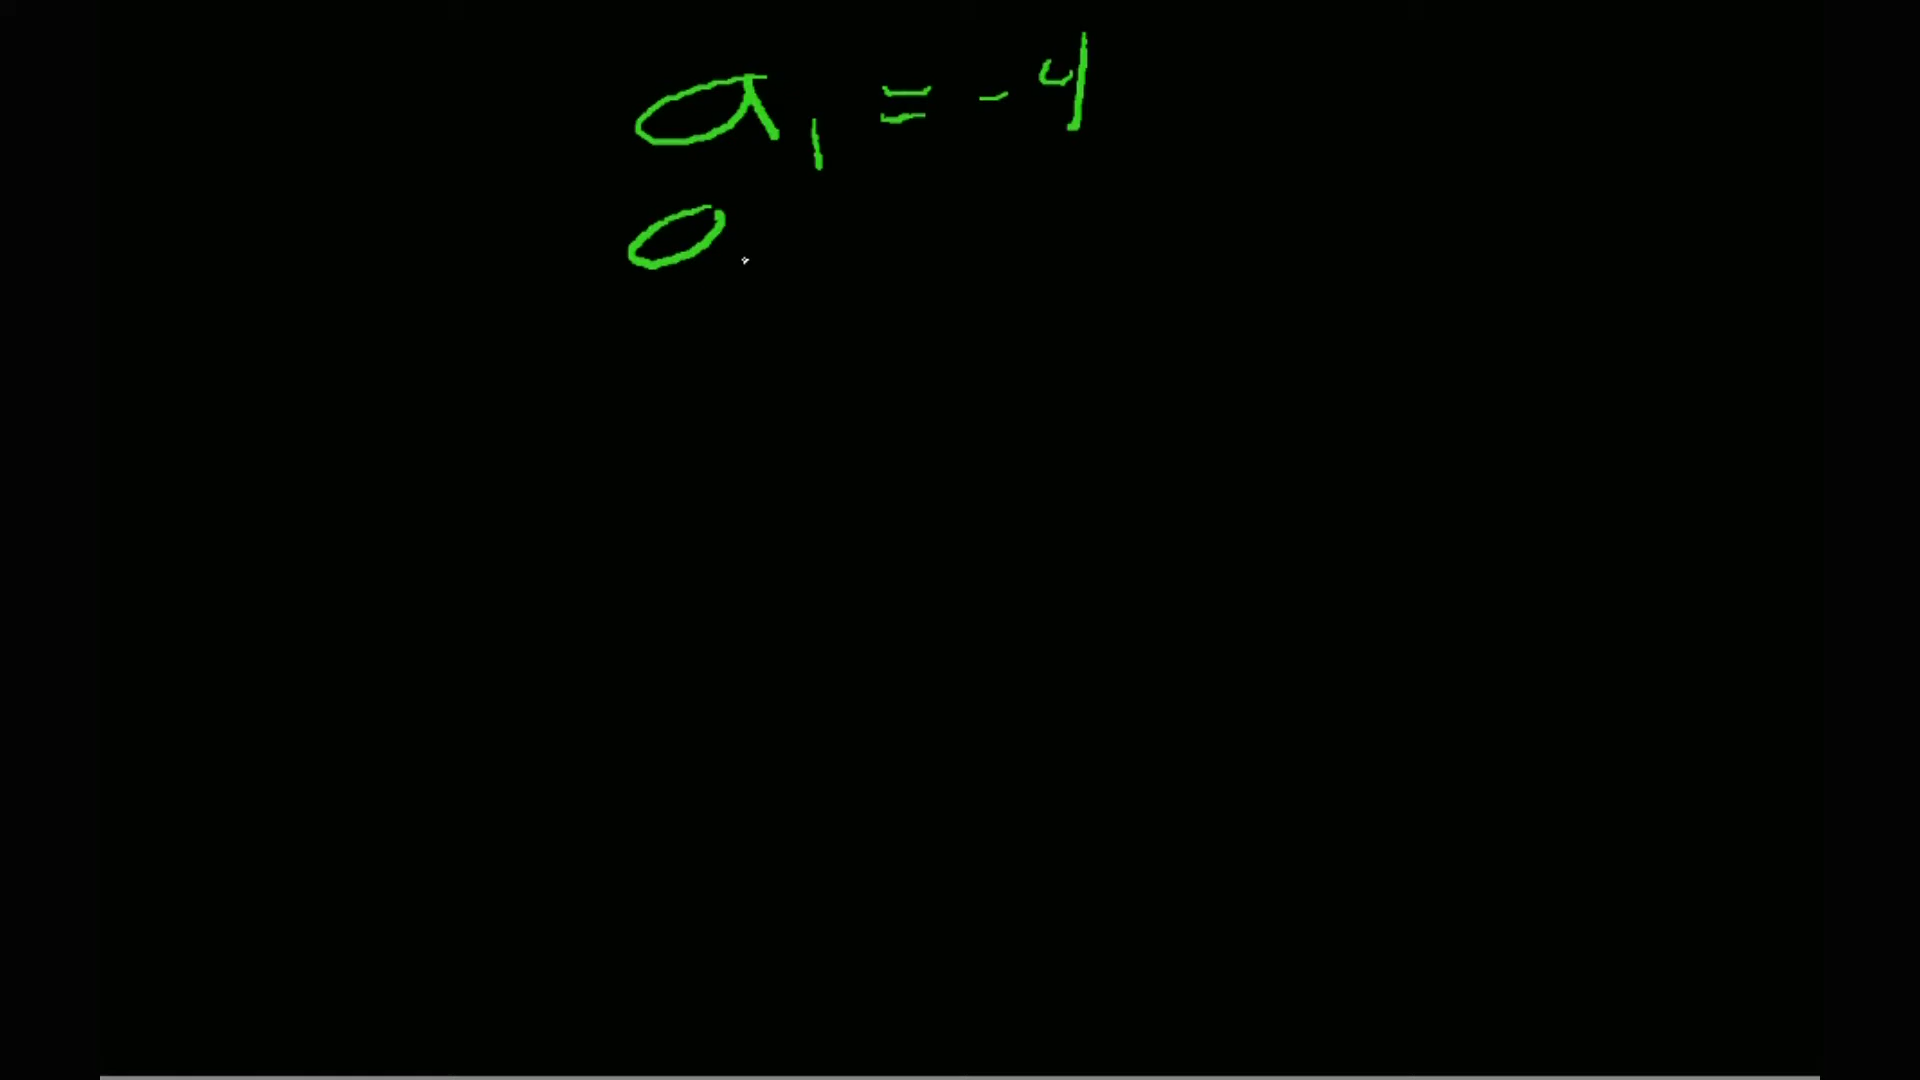 a₁ = -4